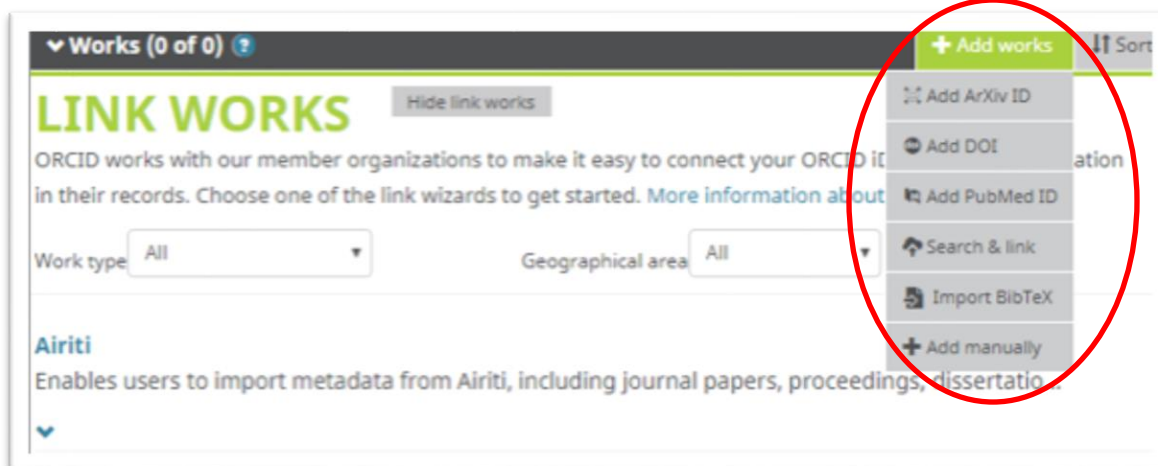 Works (0 of 0) ?
+ Add works
Sort
LINK WORKS
Hide link works
Add ArXiv ID
ORCID works with our member organizations to make it easy to connect your ORCID iD
Add DOI
ation
in their records. Choose one of the link wizards to get started. More information about
Add PubMed ID
Work type All
Geographical area All
Search & link
Import BibTeX
Airiti
+ Add manually
Enables users to import metadata from Airiti, including journal papers, proceedings, dissertatio...